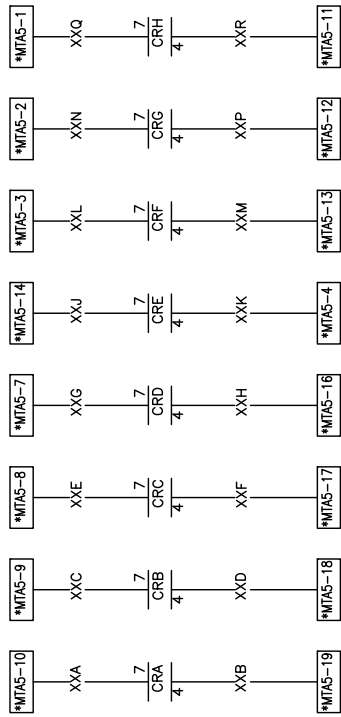 *MTA5-10
XXA
7
CRA
4
XXB
*MTA5-19
*MTA5-9
XXC
7
CRB
4
XXD
*MTA5-18
*MTA5-8
XXE
7
CRC
4
XXF
*MTA5-17
*MTA5-7
XXG
7
CRD
4
XXH
*MTA5-16
*MTA5-14
XXJ
7
CRE
4
XXK
*MTA5-4
*MTA5-3
XXL
7
CRF
4
XXM
*MTA5-13
*MTA5-2
XXN
7
CRG
4
XXP
*MTA5-12
*MTA5-1
XXQ
7
CRH
4
XXR
*MTA5-11